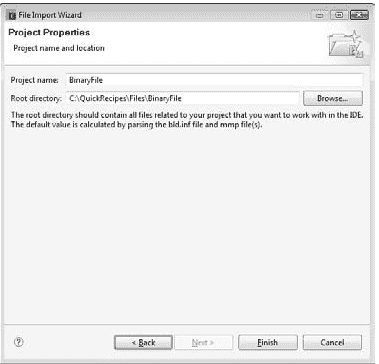 File Import Wizard
Project Properties
Project name and location
Project name: BinaryFile
Root directory: C:\QuickRecipes\Files\BinaryFile Browse...
The root directory should contain all files related to your project that you want to work with in the IDE.
The default value is calculated by parsing the bld.inf file and mmp file(s).
? < Back Next > Finish Cancel